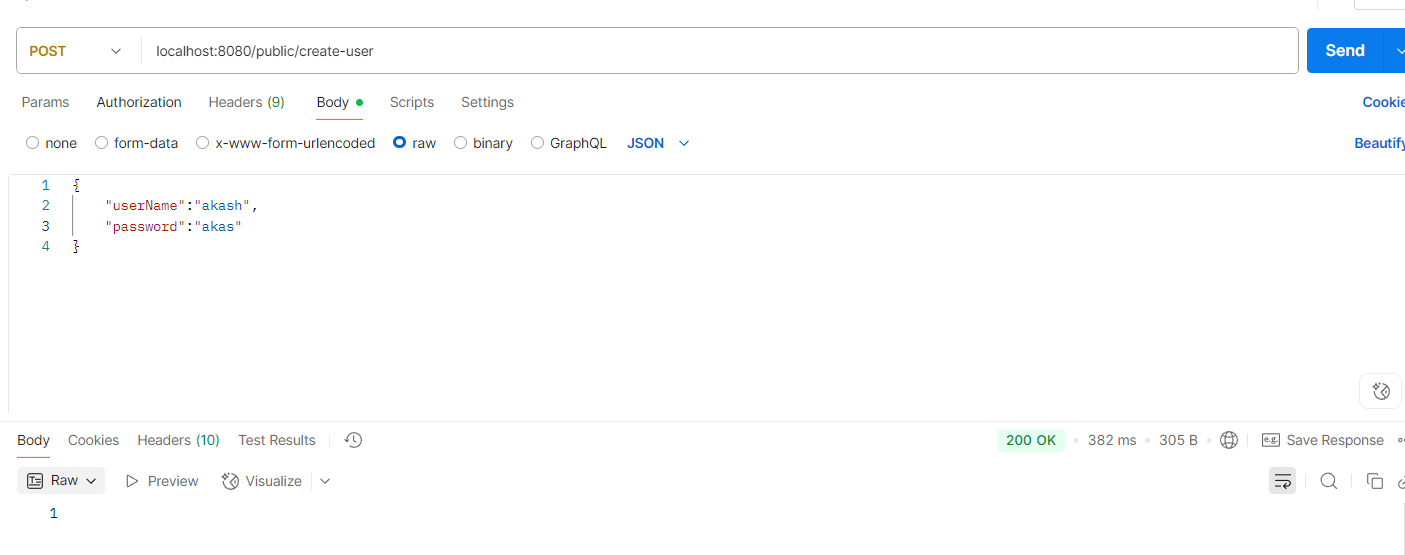 POST localhost:8080/public/create-user Send
Params Authorization Headers (9) Body Scripts Settings Cookie
none form-data x-www-form-urlencoded raw binary GraphQL JSON Beautify
1 {
2 "userName":"akash",
3 "password":"akas"
4 }
Body Cookies Headers (10) Test Results 200 OK 382 ms 305 B e.g. Save Response
Raw Preview Visualize
1